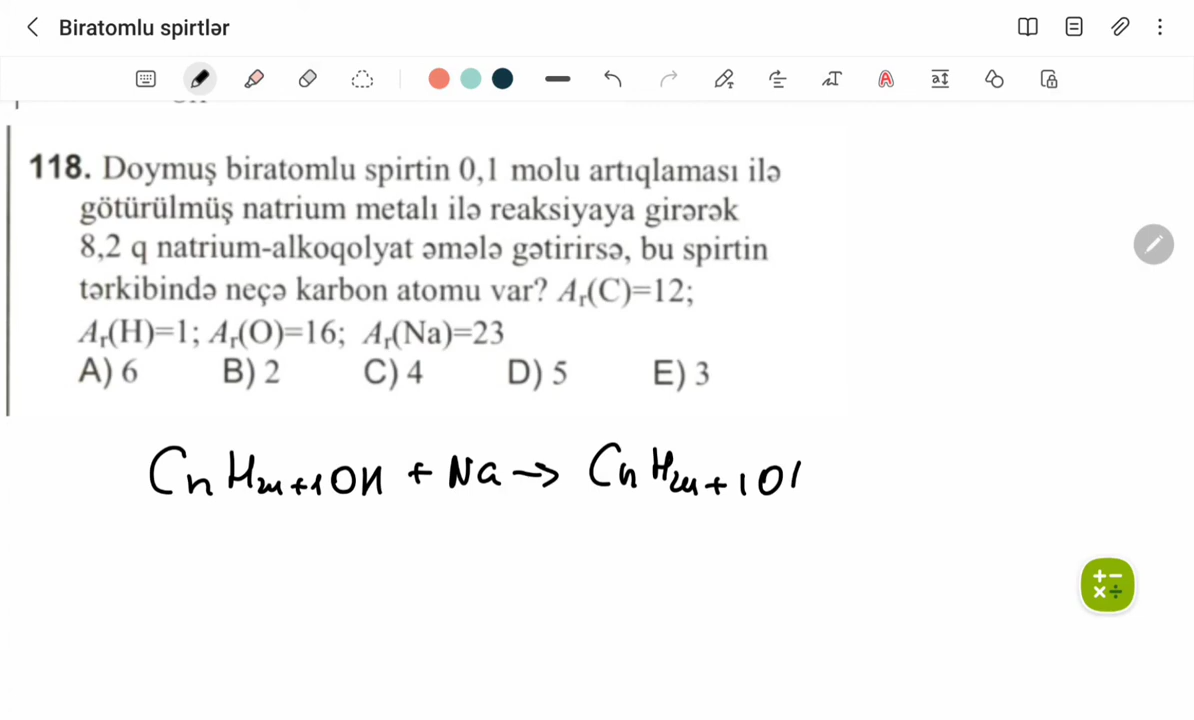 Biratomlu spirtlər
118. Doymuş biratomlu spirtin 0,1 molu artıqlaması ilə
götürülmüş natrium metalı ilə reaksiyaya girərək
8,2 q natrium-alkoqolyat əmələ gətirirsə, bu spirtin
tərkibində neçə karbon atomu var? Ar(C)=12;
Ar(H)=1; Ar(O)=16; Ar(Na)=23
A) 6 B) 2 C) 4 D) 5 E) 3
CnH2n+1OH + Na → CnH2n+1O